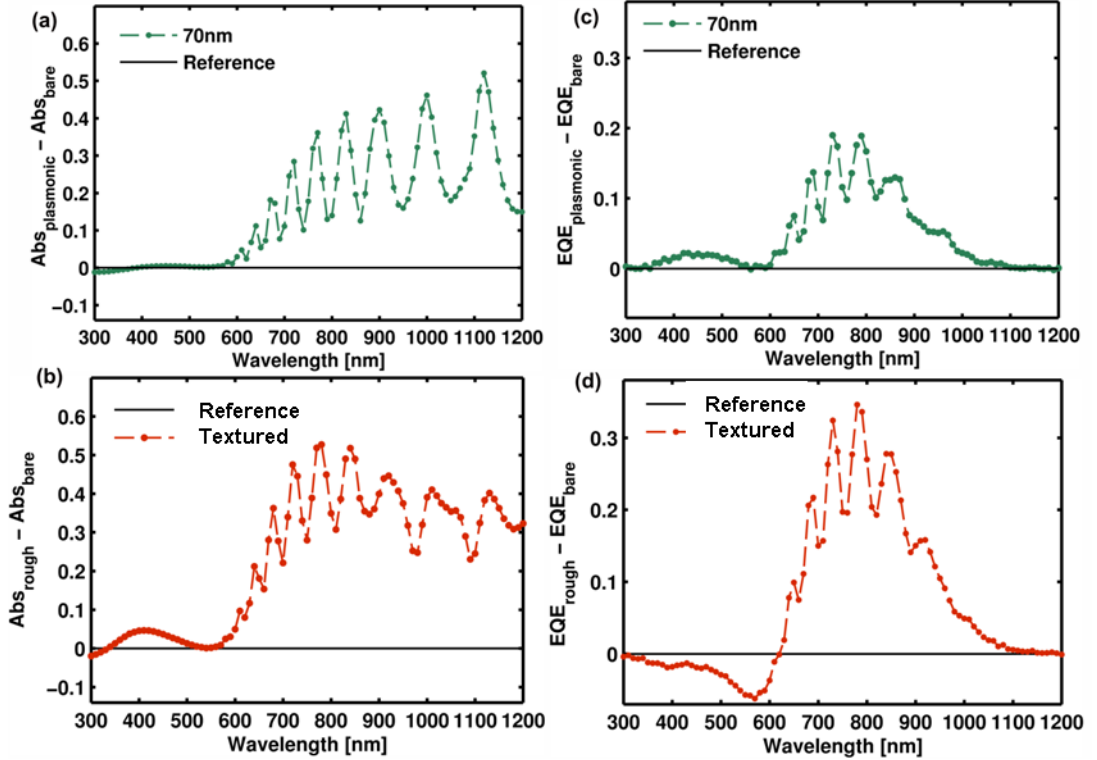 (a)
70nm
Reference
Abs_plasmonic − Abs_bare
0.6
0.5
0.4
0.3
0.2
0.1
0
−0.1
300 400 500 600 700 800 900 1000 1100 1200
Wavelength [nm]
(c)
70nm
Reference
EQE_plasmonic − EQE_bare
0.3
0.2
0.1
0
300 400 500 600 700 800 900 1000 1100 1200
Wavelength [nm]
(b)
Reference
Textured
Abs_rough − Abs_bare
0.6
0.5
0.4
0.3
0.2
0.1
0
−0.1
300 400 500 600 700 800 900 1000 1100 1200
Wavelength [nm]
(d)
Reference
Textured
EQE_rough − EQE_bare
0.3
0.2
0.1
0
300 400 500 600 700 800 900 1000 1100 1200
Wavelength [nm]